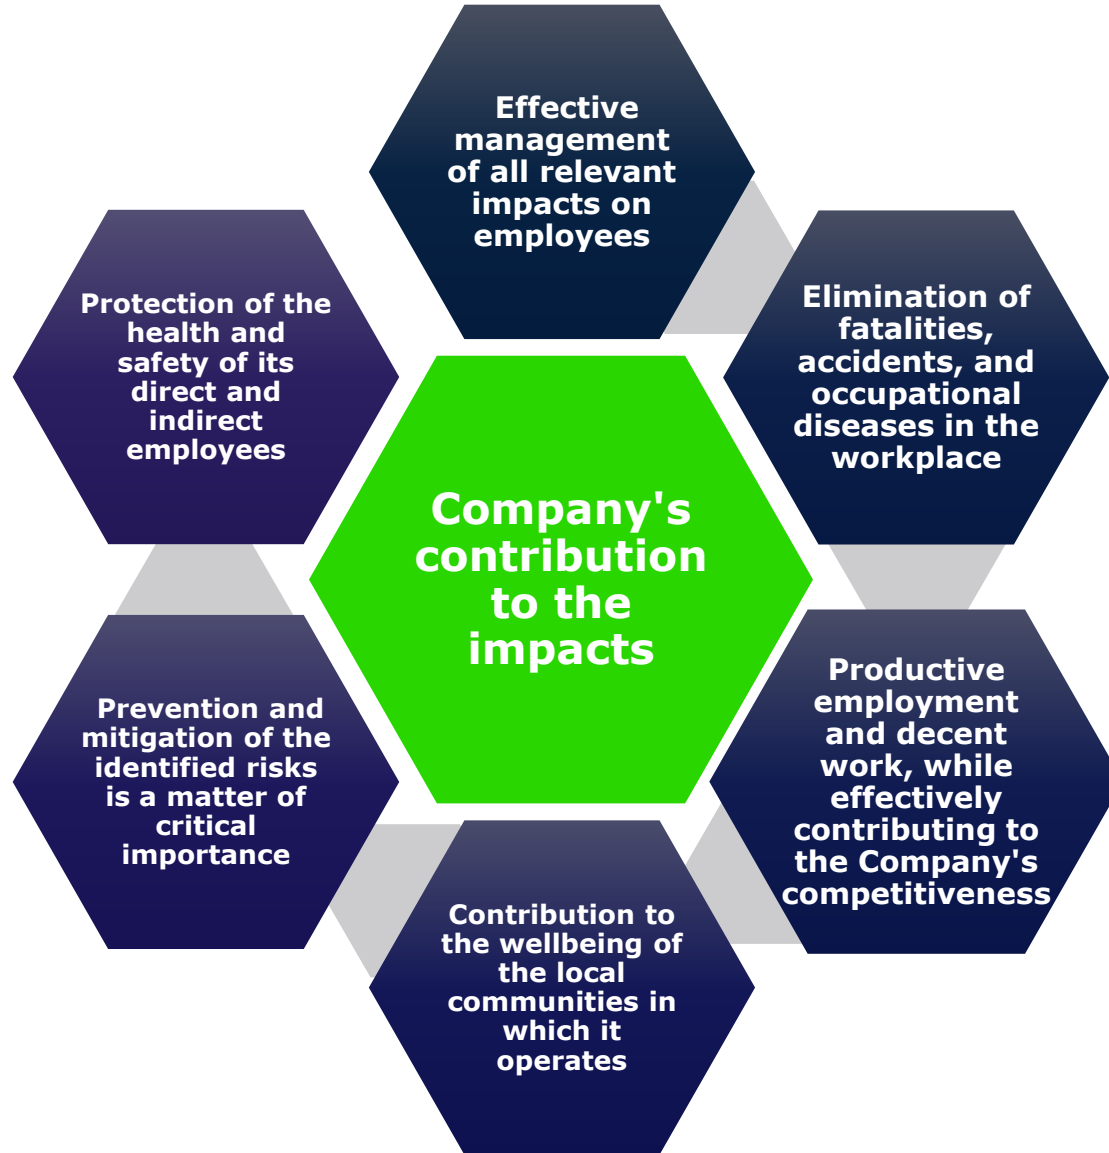 Effective
management
of all relevant
impacts on
employees
Elimination of
fatalities,
accidents, and
occupational
diseases in the
workplace
Productive
employment
and decent
work, while
effectively
contributing to
the Company's
competitiveness
Contribution to
the wellbeing of
the local
communities in
which it
operates
Prevention and
mitigation of the
identified risks
is a matter of
critical
importance
Protection of the
health and
safety of its
direct and
indirect
employees
Company's
contribution
to the
impacts